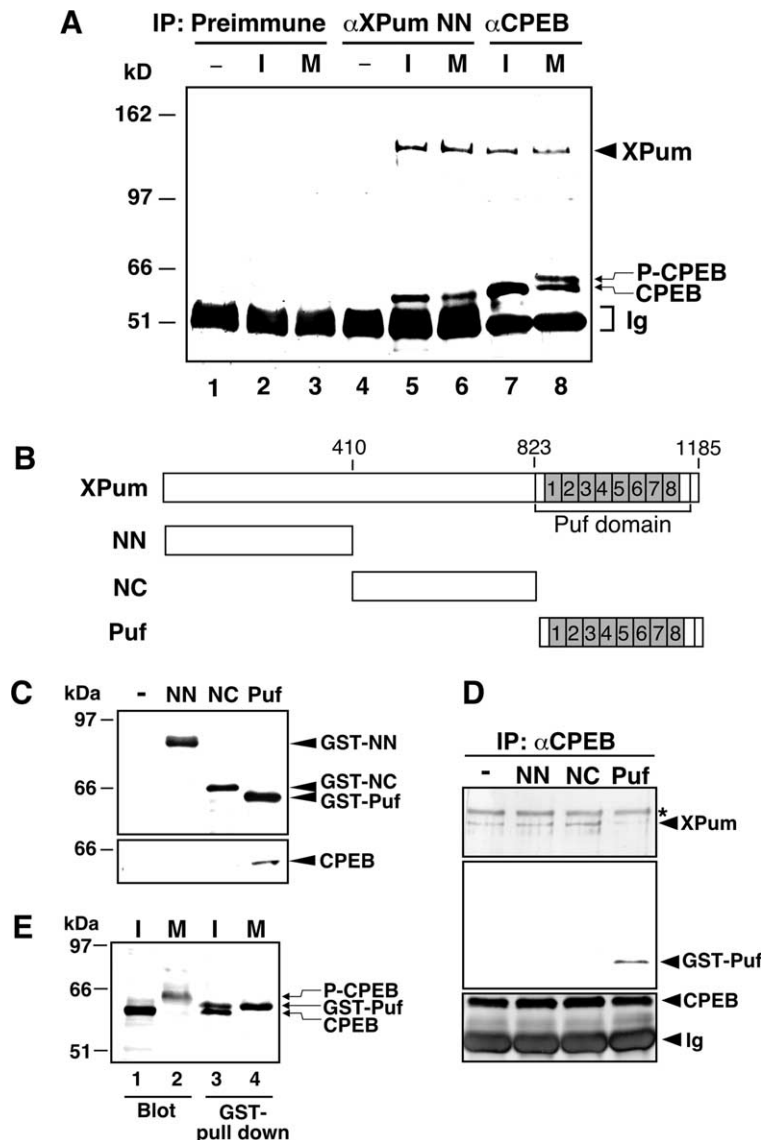 A
IP: Preimmune αXPum NN αCPEB
kD – I M – I M I M
162
97
66
51
XPum
P-CPEB
CPEB
Ig
1 2 3 4 5 6 7 8
B
410 823 1185
XPum 1 2 3 4 5 6 7 8
Puf domain
NN
NC
Puf 1 2 3 4 5 6 7 8
C
kDa - NN NC Puf
97
66
GST-NN
GST-NC
GST-Puf
66
CPEB
D
IP: αCPEB
- NN NC Puf
*
XPum
GST-Puf
CPEB
Ig
E
kDa I M I M
97
66
51
P-CPEB
GST-Puf
CPEB
1 2 3 4
Blot GST-
pull down